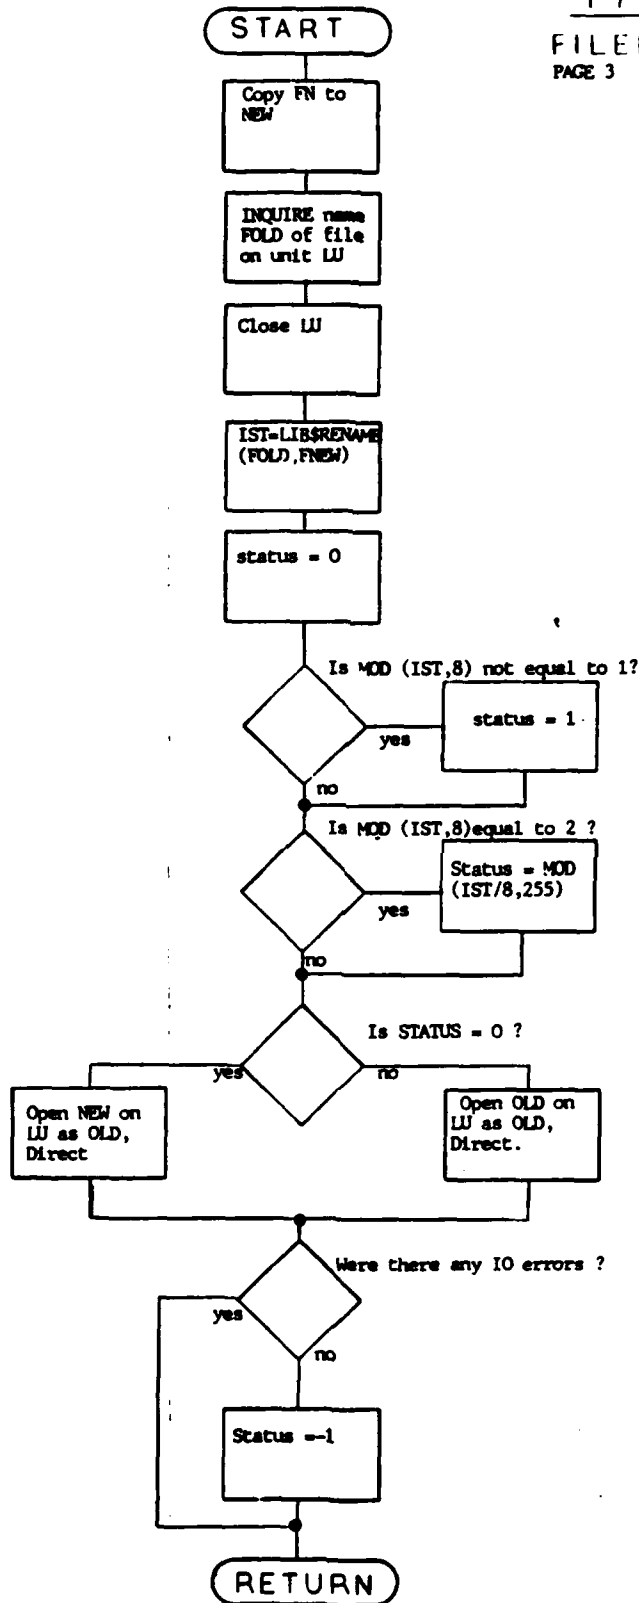 START
FILE
PAGE 3
Copy FN to
NEW
INQUIRE name
FOLD of file
on unit LU
Close LU
IST=LIB$RENAME
(FOLD,FNEW)
status = 0
Is MOD (IST,8) not equal to 1?
status = 1
yes
no
Is MOD (IST,8)equal to 2 ?
Status = MOD
(IST/8,255)
yes
no
Is STATUS = 0 ?
yes
no
Open NEW on
LU as OLD,
Direct
Open OLD on
LU as OLD,
Direct.
Were there any IO errors ?
yes
no
Status =-1
RETURN